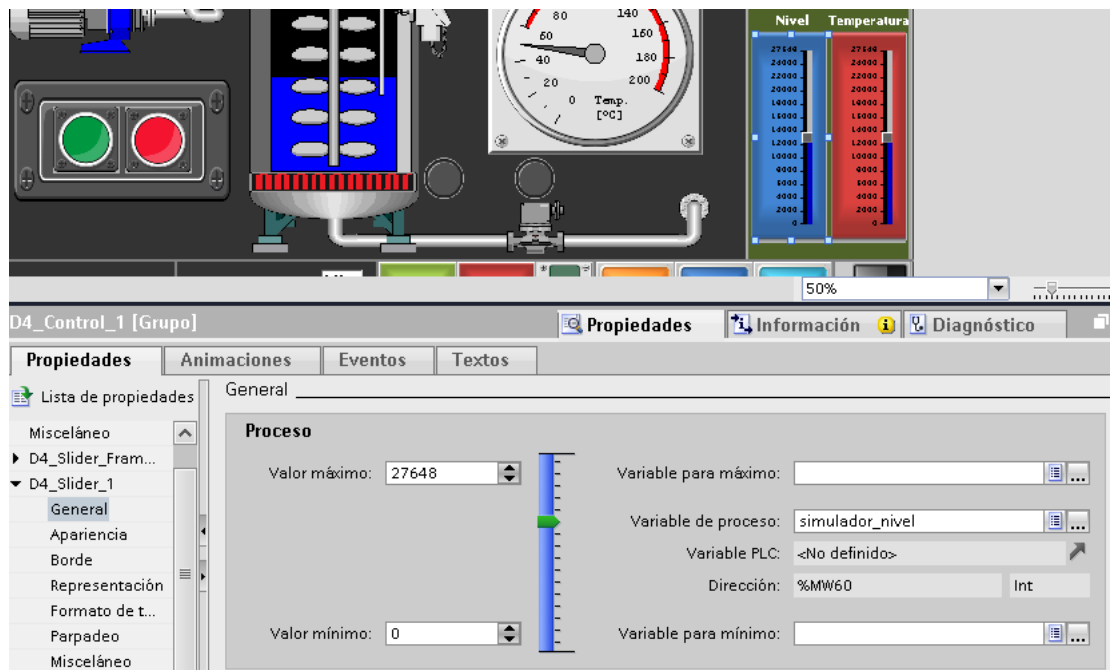 Nivel Temperatura
80 140
60 160
40 180
20 200
0 Temp.
[ºC]
27648 27648
24000 24000
22000 22000
20000 20000
18000 18000
16000 16000
14000 14000
12000 12000
10000 10000
8000 8000
6000 6000
4000 4000
2000 2000
0 0
50%
D4_Control_1 [Grupo] Propiedades Información Diagnóstico
Propiedades Animaciones Eventos Textos
Lista de propiedades General
Misceláneo Proceso
D4_Slider_Fram... Valor máximo: 27648 Variable para máximo:
D4_Slider_1
General Variable de proceso: simulador_nivel
Apariencia
Borde Variable PLC: <No definido>
Representación Dirección: %MW60 Int
Formato de t...
Parpadeo Valor mínimo: 0 Variable para mínimo:
Misceláneo